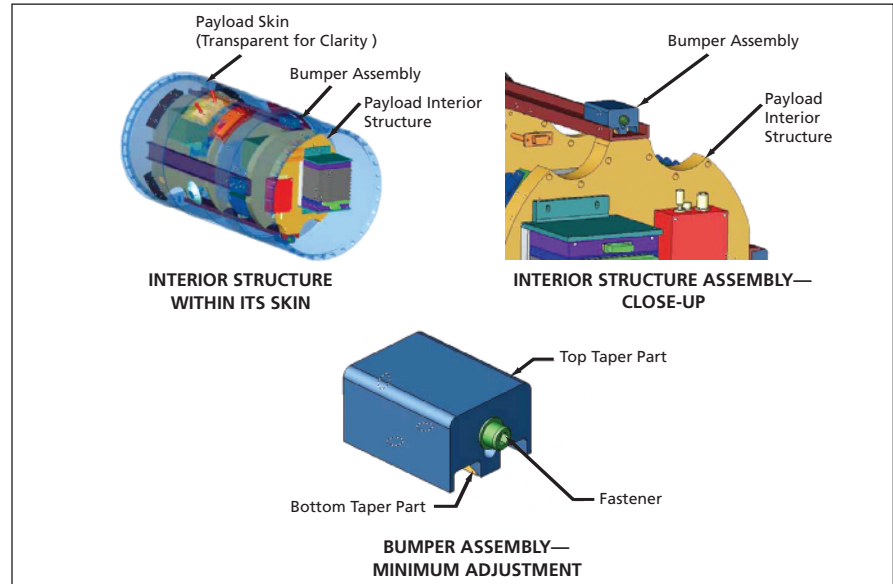 Payload Skin
(Transparent for Clarity )
Bumper Assembly
Payload Interior
Structure
INTERIOR STRUCTURE
WITHIN ITS SKIN
Bumper Assembly
Payload
Interior
Structure
INTERIOR STRUCTURE ASSEMBLY—
CLOSE-UP
Top Taper Part
Bottom Taper Part
Fastener
BUMPER ASSEMBLY—
MINIMUM ADJUSTMENT